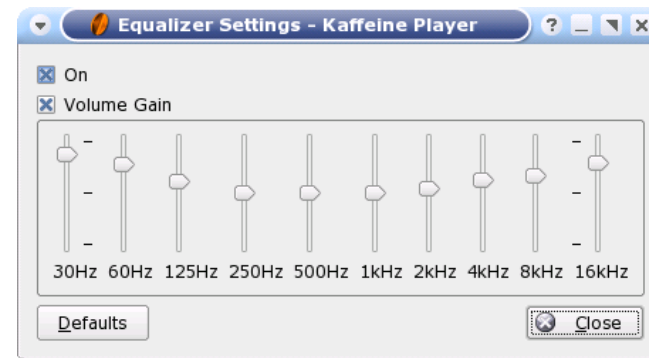 Equalizer Settings - Kaffeine Player
On
Volume Gain
30Hz 60Hz 125Hz 250Hz 500Hz 1kHz 2kHz 4kHz 8kHz 16kHz
Defaults
Close